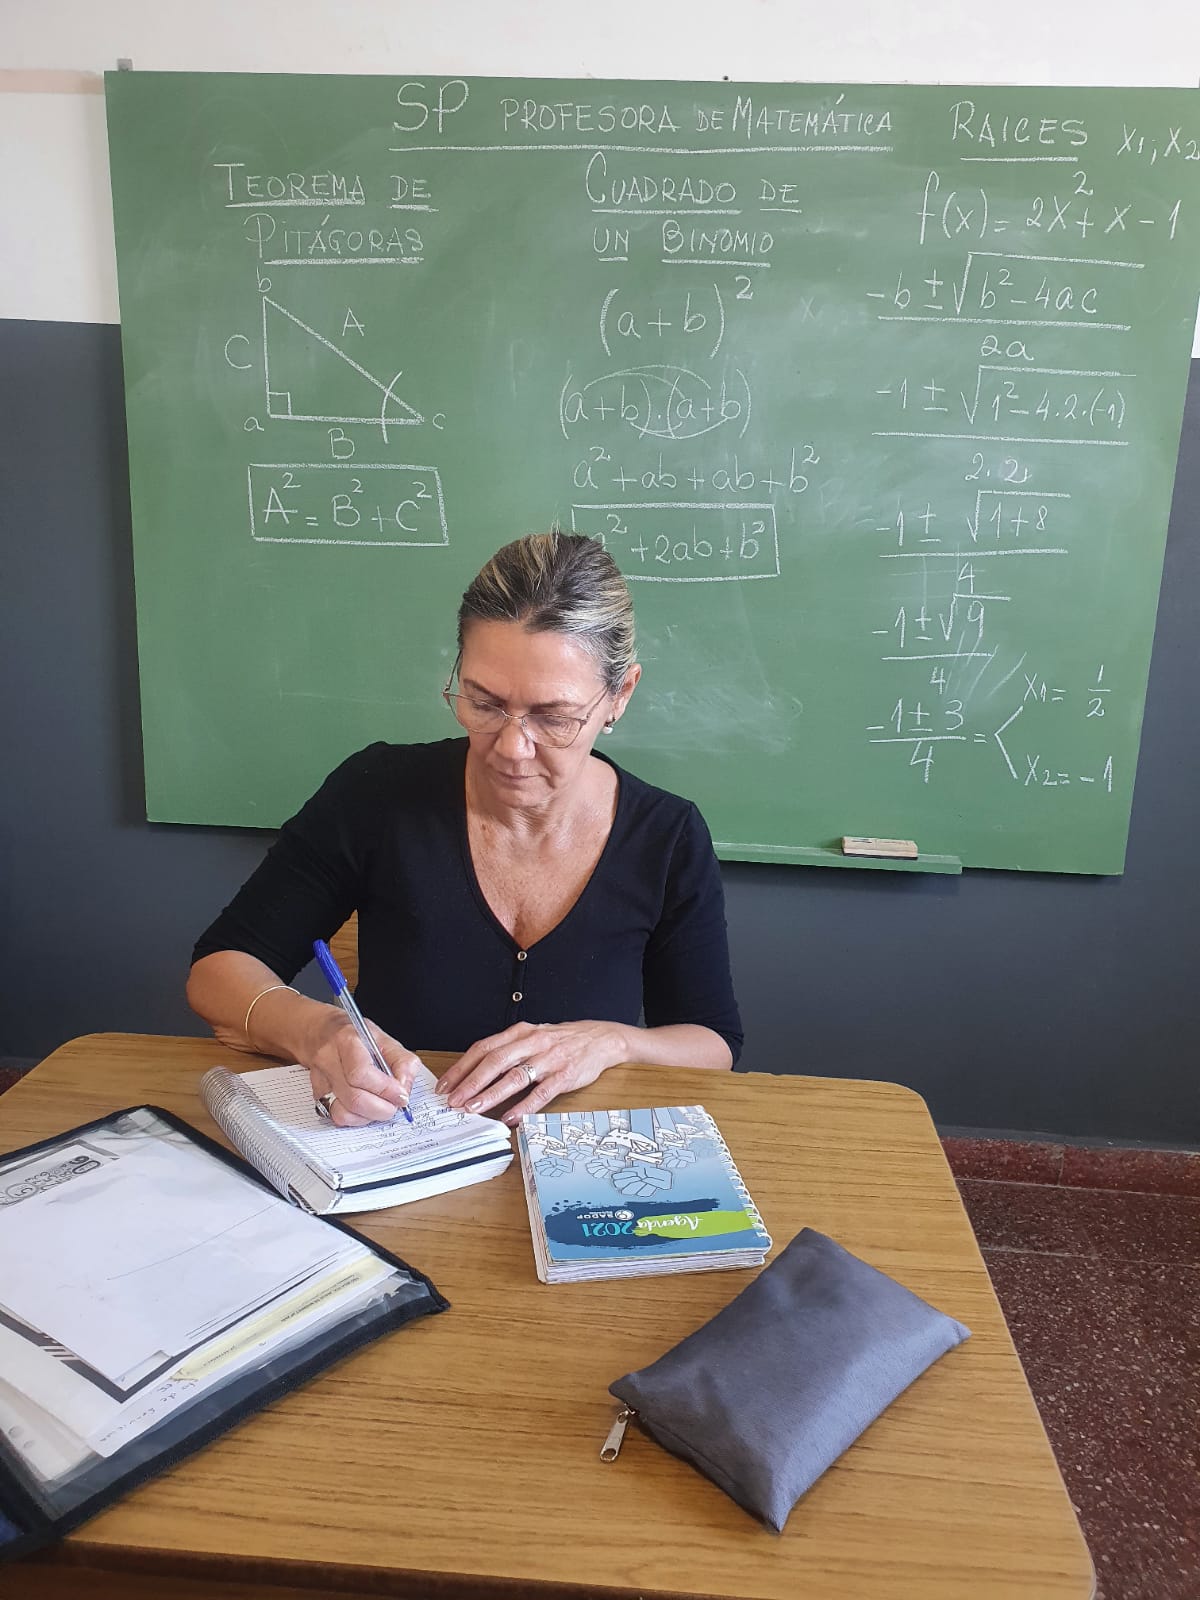 SP PROFESORA DE MATEMÁTICA
TEOREMA DE
PITÁGORAS
b
A
C
a
c
B
A² = B² + C²
CUADRADO DE
UN BINOMIO
(a+b)²
(a+b).(a+b)
a² + ab + ab + b²
² + 2ab + b²
RAICES x1; x2
f(x) = 2x² + x - 1
-b ± √b² - 4ac
2a
-1 ± √1² - 4.2.(-1)
2.2
-1 ± √1+8
4
-1 ± √9
4
-1 ± 3
4
=
x1 = 1/2
x2 = -1
Agenda
2021
SADOP